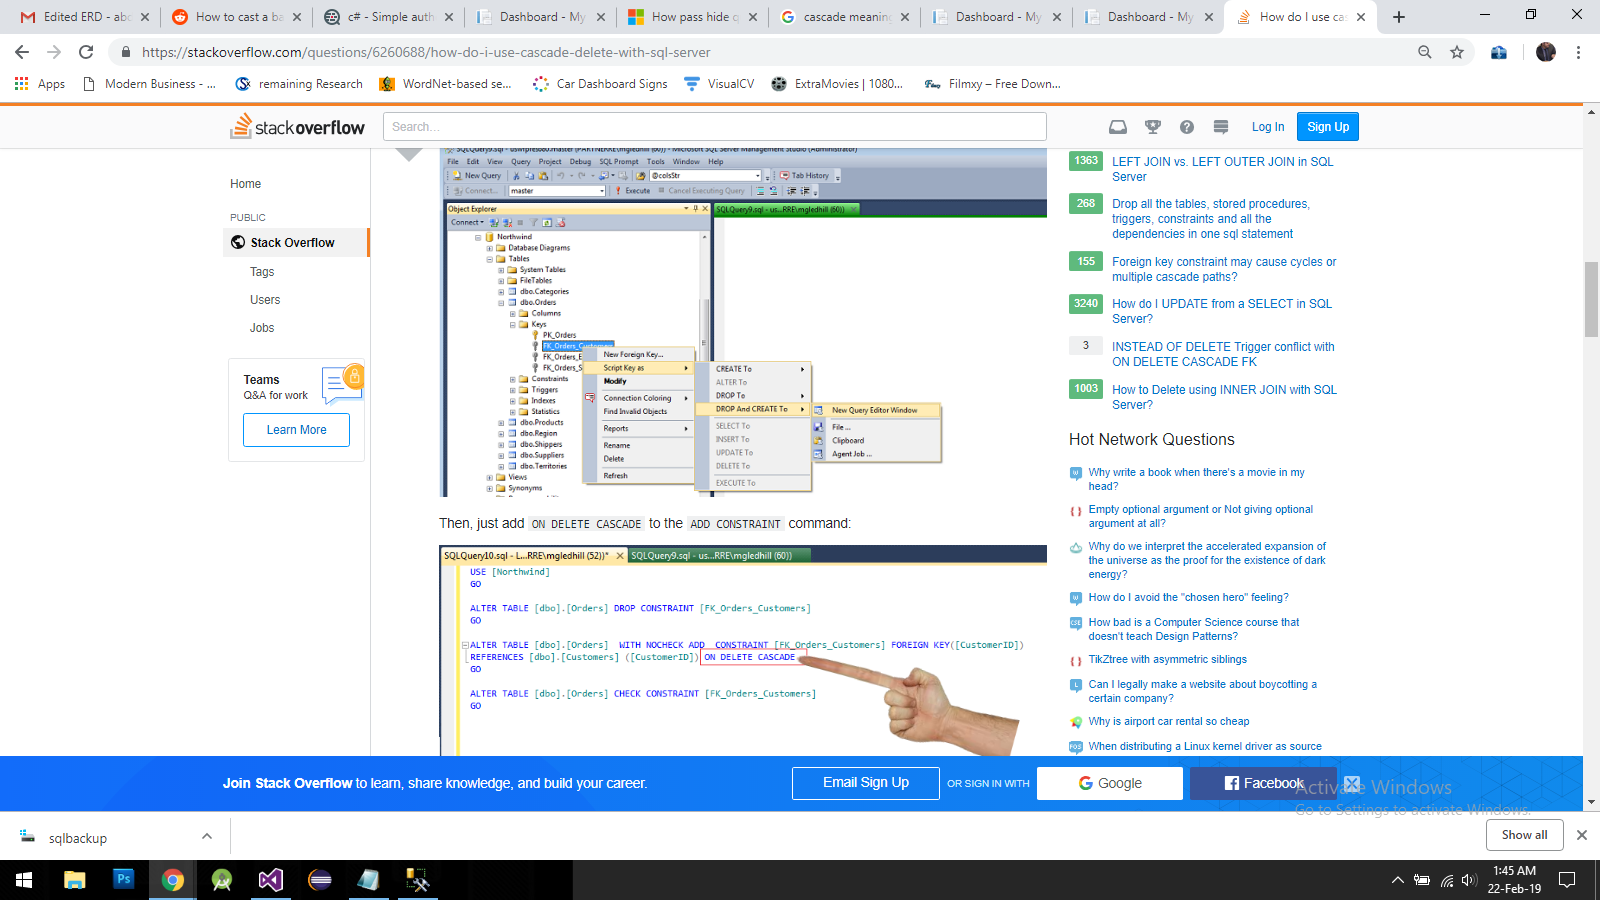 Edited ERD - abd
How to cast a ba
c# - Simple auth
Dashboard - My
How pass hide q
cascade meaning
Dashboard - My
Dashboard - My
How do I use cas
https://stackoverflow.com/questions/6260688/how-do-i-use-cascade-delete-with-sql-server
Apps
Modern Business - ...
remaining Research
WordNet-based se...
Car Dashboard Signs
VisualCV
ExtraMovies | 1080...
Filmxy – Free Down...
stackoverflow
Search...
Log In
Sign Up
Home
PUBLIC
Stack Overflow
Tags
Users
Jobs
Teams
Q&A for work
Learn More
File Edit View Query Project Debug SQL Prompt Tools Window Help
New Query
@colsStr
Tab History
Connect...
master
Execute
Cancel Executing Query
Object Explorer
SQLQuery9.sql - us...RRE\mgledhill (60))
Connect
Northwind
Database Diagrams
Tables
System Tables
FileTables
dbo.Categories
dbo.Orders
Columns
Keys
PK_Orders
FK_Orders_Customers
FK_Orders_E
FK_Orders_S
Constraints
Triggers
Indexes
Statistics
dbo.Products
dbo.Region
dbo.Shippers
dbo.Suppliers
dbo.Territories
Views
Synonyms
New Foreign Key...
Script Key as
Modify
Connection Coloring
Find Invalid Objects
Reports
Rename
Delete
Refresh
CREATE To
ALTER To
DROP To
DROP And CREATE To
SELECT To
INSERT To
UPDATE To
DELETE To
EXECUTE To
New Query Editor Window
File ...
Clipboard
Agent Job ...
Then, just add ON DELETE CASCADE to the ADD CONSTRAINT command:
SQLQuery10.sql - L...RRE\mgledhill (52))*
SQLQuery9.sql - us...RRE\mgledhill (60))
USE [Northwind]
GO
ALTER TABLE [dbo].[Orders] DROP CONSTRAINT [FK_Orders_Customers]
GO
ALTER TABLE [dbo].[Orders] WITH NOCHECK ADD CONSTRAINT [FK_Orders_Customers] FOREIGN KEY([CustomerID])
REFERENCES [dbo].[Customers] ([CustomerID]) ON DELETE CASCADE
GO
ALTER TABLE [dbo].[Orders] CHECK CONSTRAINT [FK_Orders_Customers]
GO
1363
LEFT JOIN vs. LEFT OUTER JOIN in SQL
Server
268
Drop all the tables, stored procedures,
triggers, constraints and all the
dependencies in one sql statement
155
Foreign key constraint may cause cycles or
multiple cascade paths?
3240
How do I UPDATE from a SELECT in SQL
Server?
3
INSTEAD OF DELETE Trigger conflict with
ON DELETE CASCADE FK
1003
How to Delete using INNER JOIN with SQL
Server?
Hot Network Questions
Why write a book when there's a movie in my
head?
Empty optional argument or Not giving optional
argument at all?
Why do we interpret the accelerated expansion of
the universe as the proof for the existence of dark
energy?
How do I avoid the "chosen hero" feeling?
How bad is a Computer Science course that
doesn't teach Design Patterns?
TikZtree with asymmetric siblings
Can I legally make a website about boycotting a
certain company?
Why is airport car rental so cheap
When distributing a Linux kernel driver as source
Join Stack Overflow to learn, share knowledge, and build your career.
Email Sign Up
OR SIGN IN WITH
Google
Facebook
Activate Windows
Go to Settings to activate Windows.
sqlbackup
Show all
1:45 AM
22-Feb-19